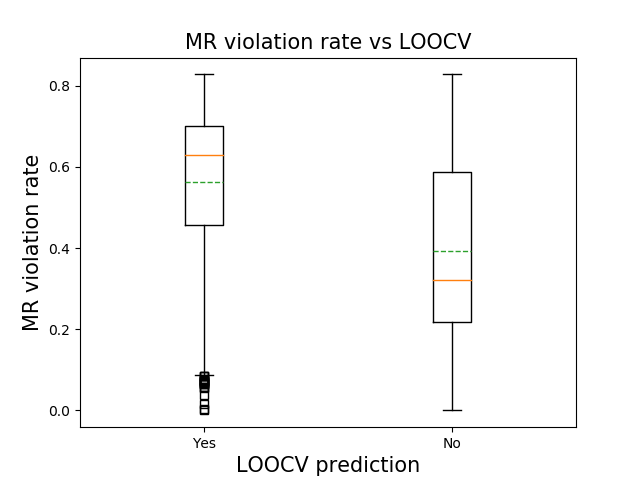 MR violation rate vs LOOCV
MR violation rate
0.8
0.6
0.4
0.2
0.0
Yes
No
LOOCV prediction